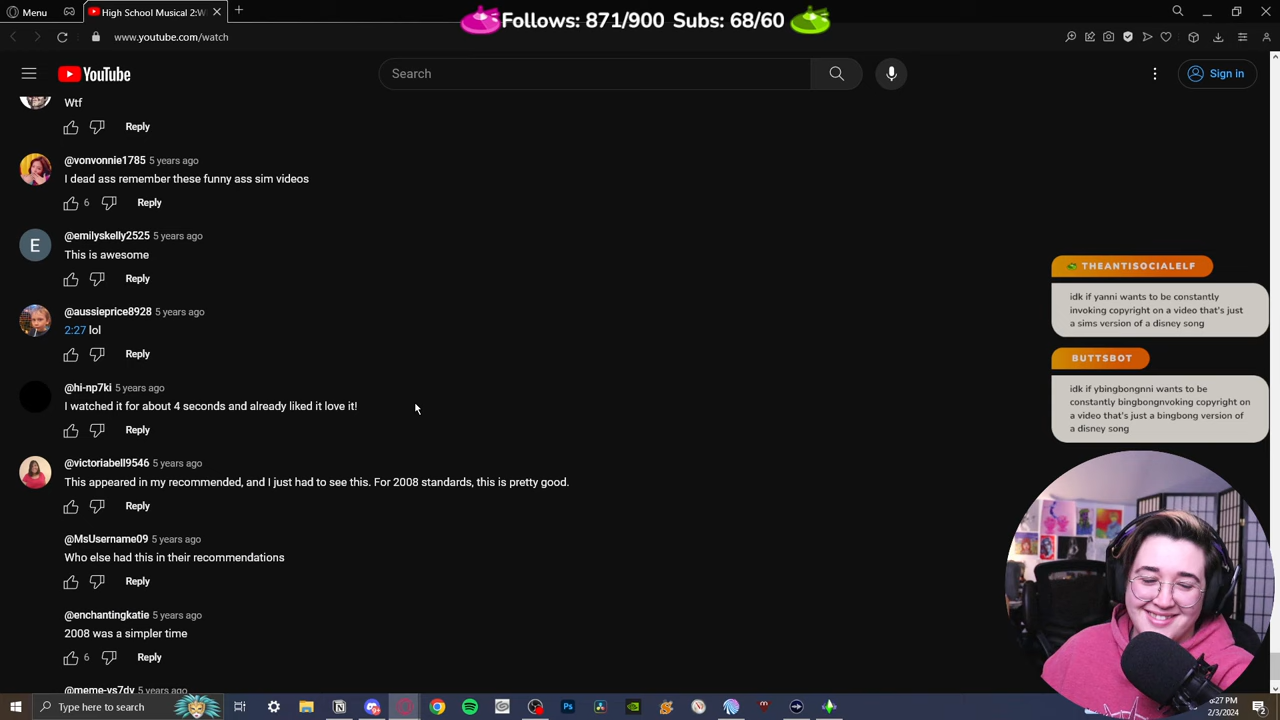 Menu
High School Musical 2:W
Follows: 871/900 Subs: 68/60
www.youtube.com/watch
YouTube
Search
Sign in
Wtf
Reply
@vonvonnie1785 5 years ago
I dead ass remember these funny ass sim videos
6 Reply
@emilyskelly2525 5 years ago
E
This is awesome
Reply
@aussieprice8928 5 years ago
2:27 lol
Reply
@hi-np7ki 5 years ago
I watched it for about 4 seconds and already liked it love it!
Reply
@victoriabell9546 5 years ago
This appeared in my recommended, and I just had to see this. For 2008 standards, this is pretty good.
Reply
@MsUsername09 5 years ago
Who else had this in their recommendations
Reply
@enchantingkatie 5 years ago
2008 was a simpler time
6 Reply
@meme-vs7dv 5 years ago
THEANTISOCIALELF
idk if yanni wants to be constantly
invoking copyright on a video that's just
a sims version of a disney song
BUTTSBOT
idk if ybingbongnni wants to be
constantly bingbongnvoking copyright on
a video that's just a bingbong version of
a disney song
Type here to search
:27 PM
2/3/2024
2